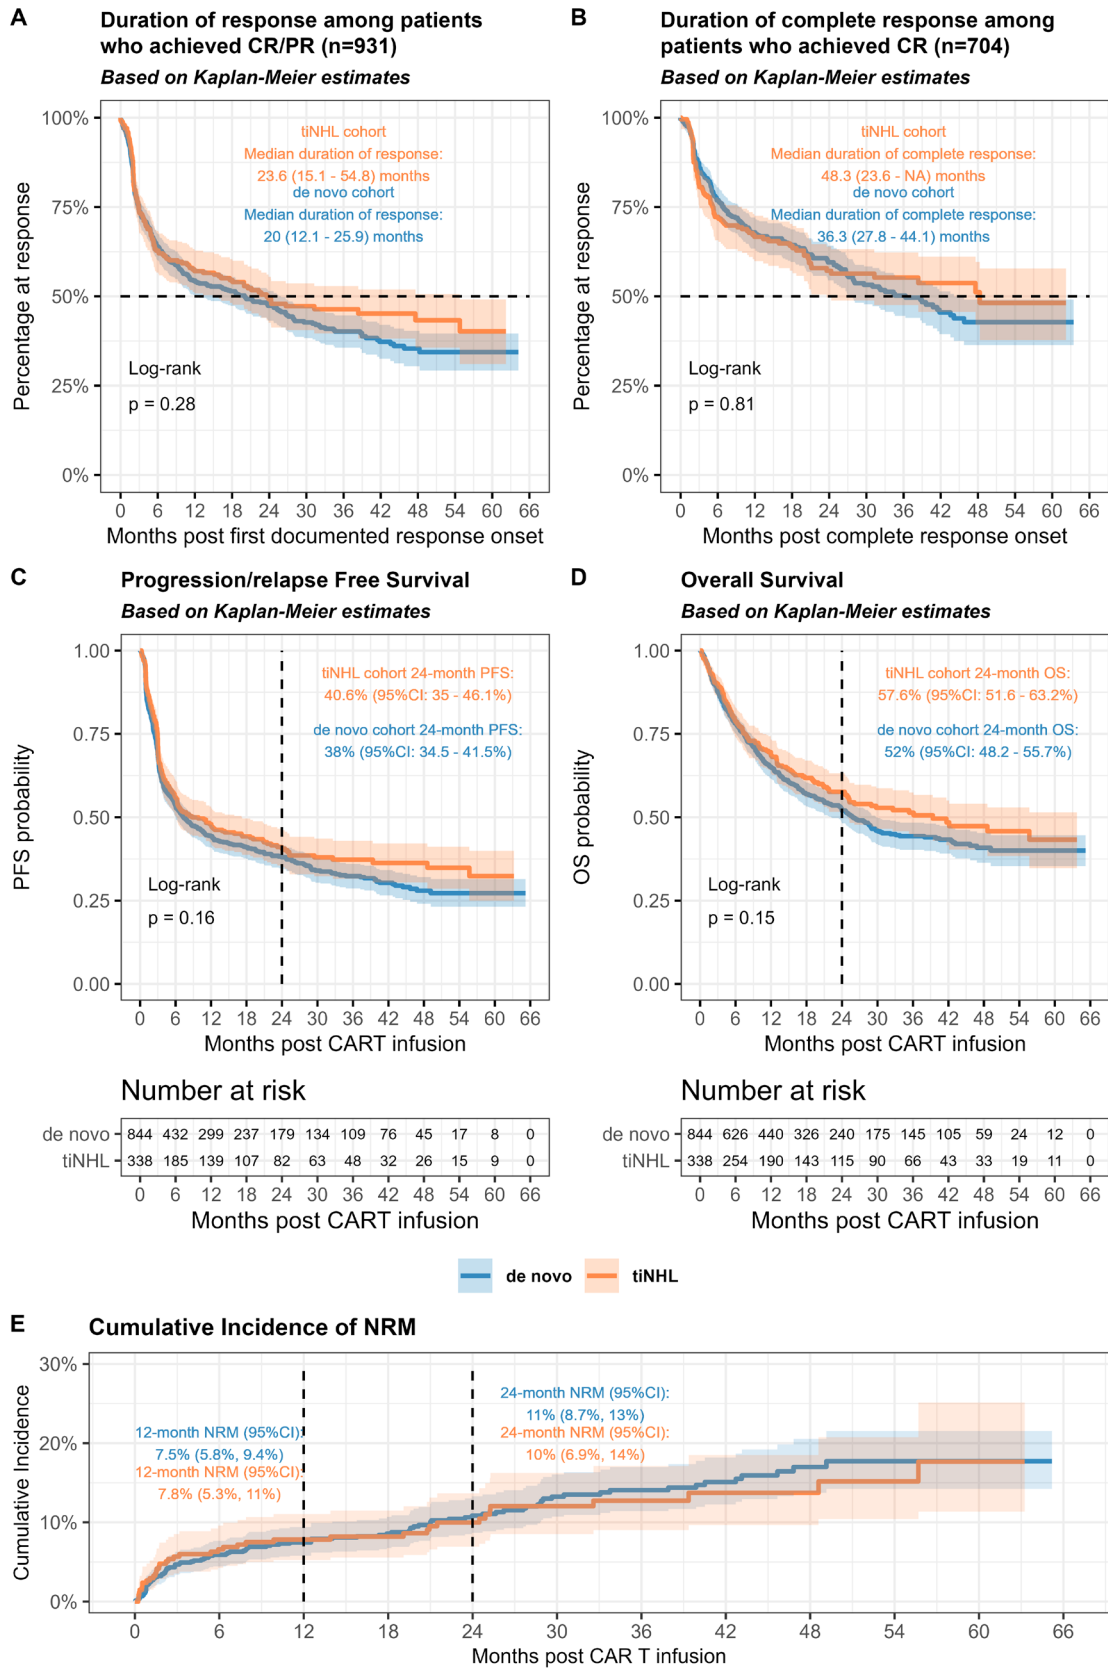 A
Duration of response among patients
who achieved CR/PR (n=931)
Based on Kaplan-Meier estimates
100%
75%
50%
25%
0%
Percentage at response
tiNHL cohort
Median duration of response:
23.6 (15.1 - 54.8) months
de novo cohort
Median duration of response:
20 (12.1 - 25.9) months
Log-rank
p = 0.28
0 6 12 18 24 30 36 42 48 54 60 66
Months post first documented response onset
B
Duration of complete response among
patients who achieved CR (n=704)
Based on Kaplan-Meier estimates
100%
75%
50%
25%
0%
Percentage at response
tiNHL cohort
Median duration of complete response:
48.3 (23.6 - NA) months
de novo cohort
Median duration of complete response:
36.3 (27.8 - 44.1) months
Log-rank
p = 0.81
0 6 12 18 24 30 36 42 48 54 60 66
Months post complete response onset
C
Progression/relapse Free Survival
Based on Kaplan-Meier estimates
1.00
0.75
0.50
0.25
0.00
PFS probability
tiNHL cohort 24-month PFS:
40.6% (95%CI: 35 - 46.1%)
de novo cohort 24-month PFS:
38% (95%CI: 34.5 - 41.5%)
Log-rank
p = 0.16
0 6 12 18 24 30 36 42 48 54 60 66
Months post CART infusion
Number at risk
de novo 844 432 299 237 179 134 109 76 45 17 8 0
tiNHL 338 185 139 107 82 63 48 32 26 15 9 0
0 6 12 18 24 30 36 42 48 54 60 66
Months post CART infusion
D
Overall Survival
Based on Kaplan-Meier estimates
1.00
0.75
0.50
0.25
0.00
OS probability
tiNHL cohort 24-month OS:
57.6% (95%CI: 51.6 - 63.2%)
de novo cohort 24-month OS:
52% (95%CI: 48.2 - 55.7%)
Log-rank
p = 0.15
0 6 12 18 24 30 36 42 48 54 60 66
Months post CART infusion
Number at risk
de novo 844 626 440 326 240 175 145 105 59 24 12 0
tiNHL 338 254 190 143 115 90 66 43 33 19 11 0
0 6 12 18 24 30 36 42 48 54 60 66
Months post CART infusion
de novo tiNHL
E
Cumulative Incidence of NRM
30%
20%
10%
0%
Cumulative Incidence
12-month NRM (95%CI):
7.5% (5.8%, 9.4%)
12-month NRM (95%CI):
7.8% (5.3%, 11%)
24-month NRM (95%CI):
11% (8.7%, 13%)
24-month NRM (95%CI):
10% (6.9%, 14%)
0 6 12 18 24 30 36 42 48 54 60 66
Months post CAR T infusion